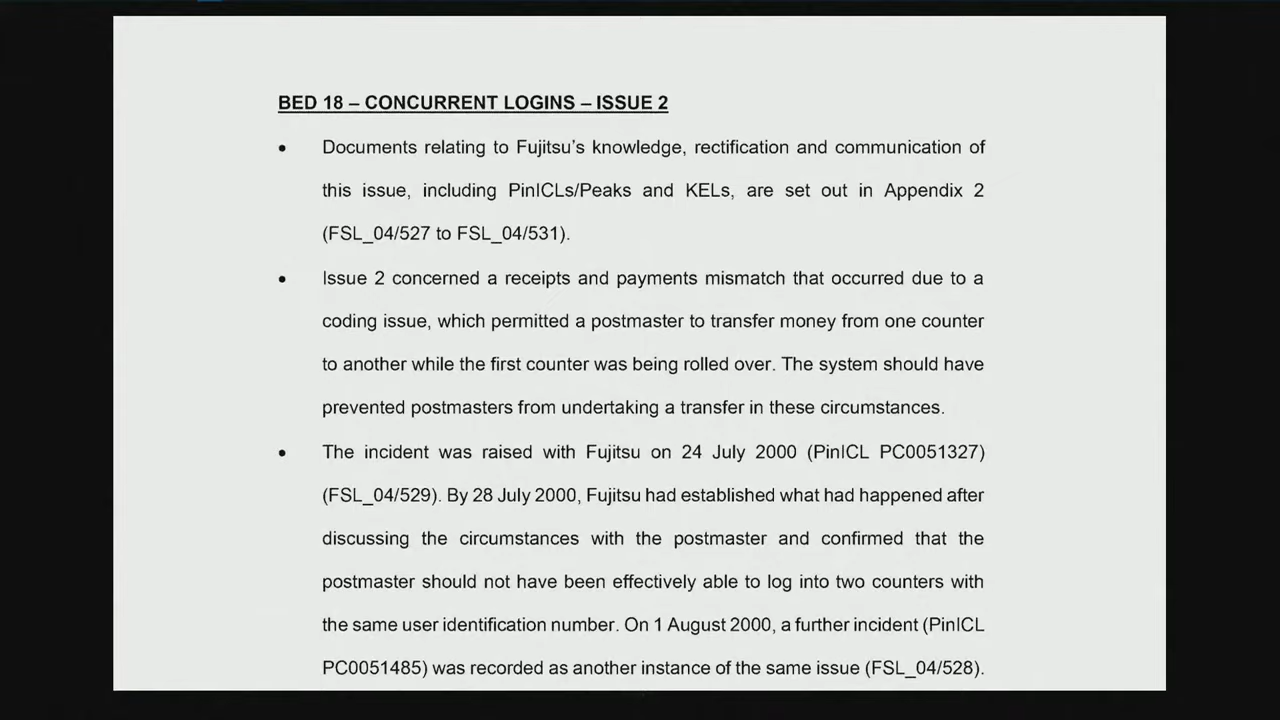 BED 18 – CONCURRENT LOGINS – ISSUE 2
• Documents relating to Fujitsu's knowledge, rectification and communication of
this issue, including PinICLs/Peaks and KELs, are set out in Appendix 2
(FSL_04/527 to FSL_04/531).
• Issue 2 concerned a receipts and payments mismatch that occurred due to a
coding issue, which permitted a postmaster to transfer money from one counter
to another while the first counter was being rolled over. The system should have
prevented postmasters from undertaking a transfer in these circumstances.
• The incident was raised with Fujitsu on 24 July 2000 (PinICL PC0051327)
(FSL_04/529). By 28 July 2000, Fujitsu had established what had happened after
discussing the circumstances with the postmaster and confirmed that the
postmaster should not have been effectively able to log into two counters with
the same user identification number. On 1 August 2000, a further incident (PinICL
PC0051485) was recorded as another instance of the same issue (FSL_04/528).